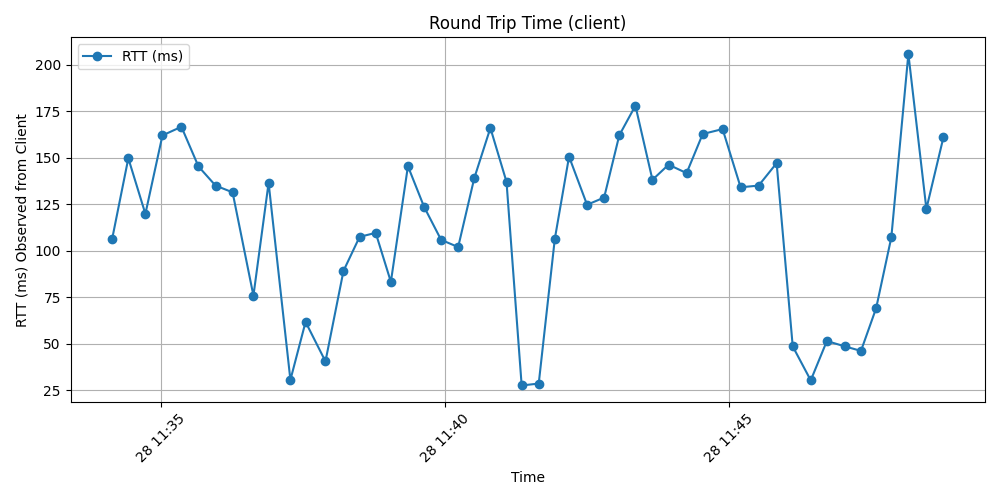 Round Trip Time (client)
RTT (ms)
RTT (ms) Observed from Client
200
175
150
125
100
75
50
25
28 11:35
28 11:40
28 11:45
Time